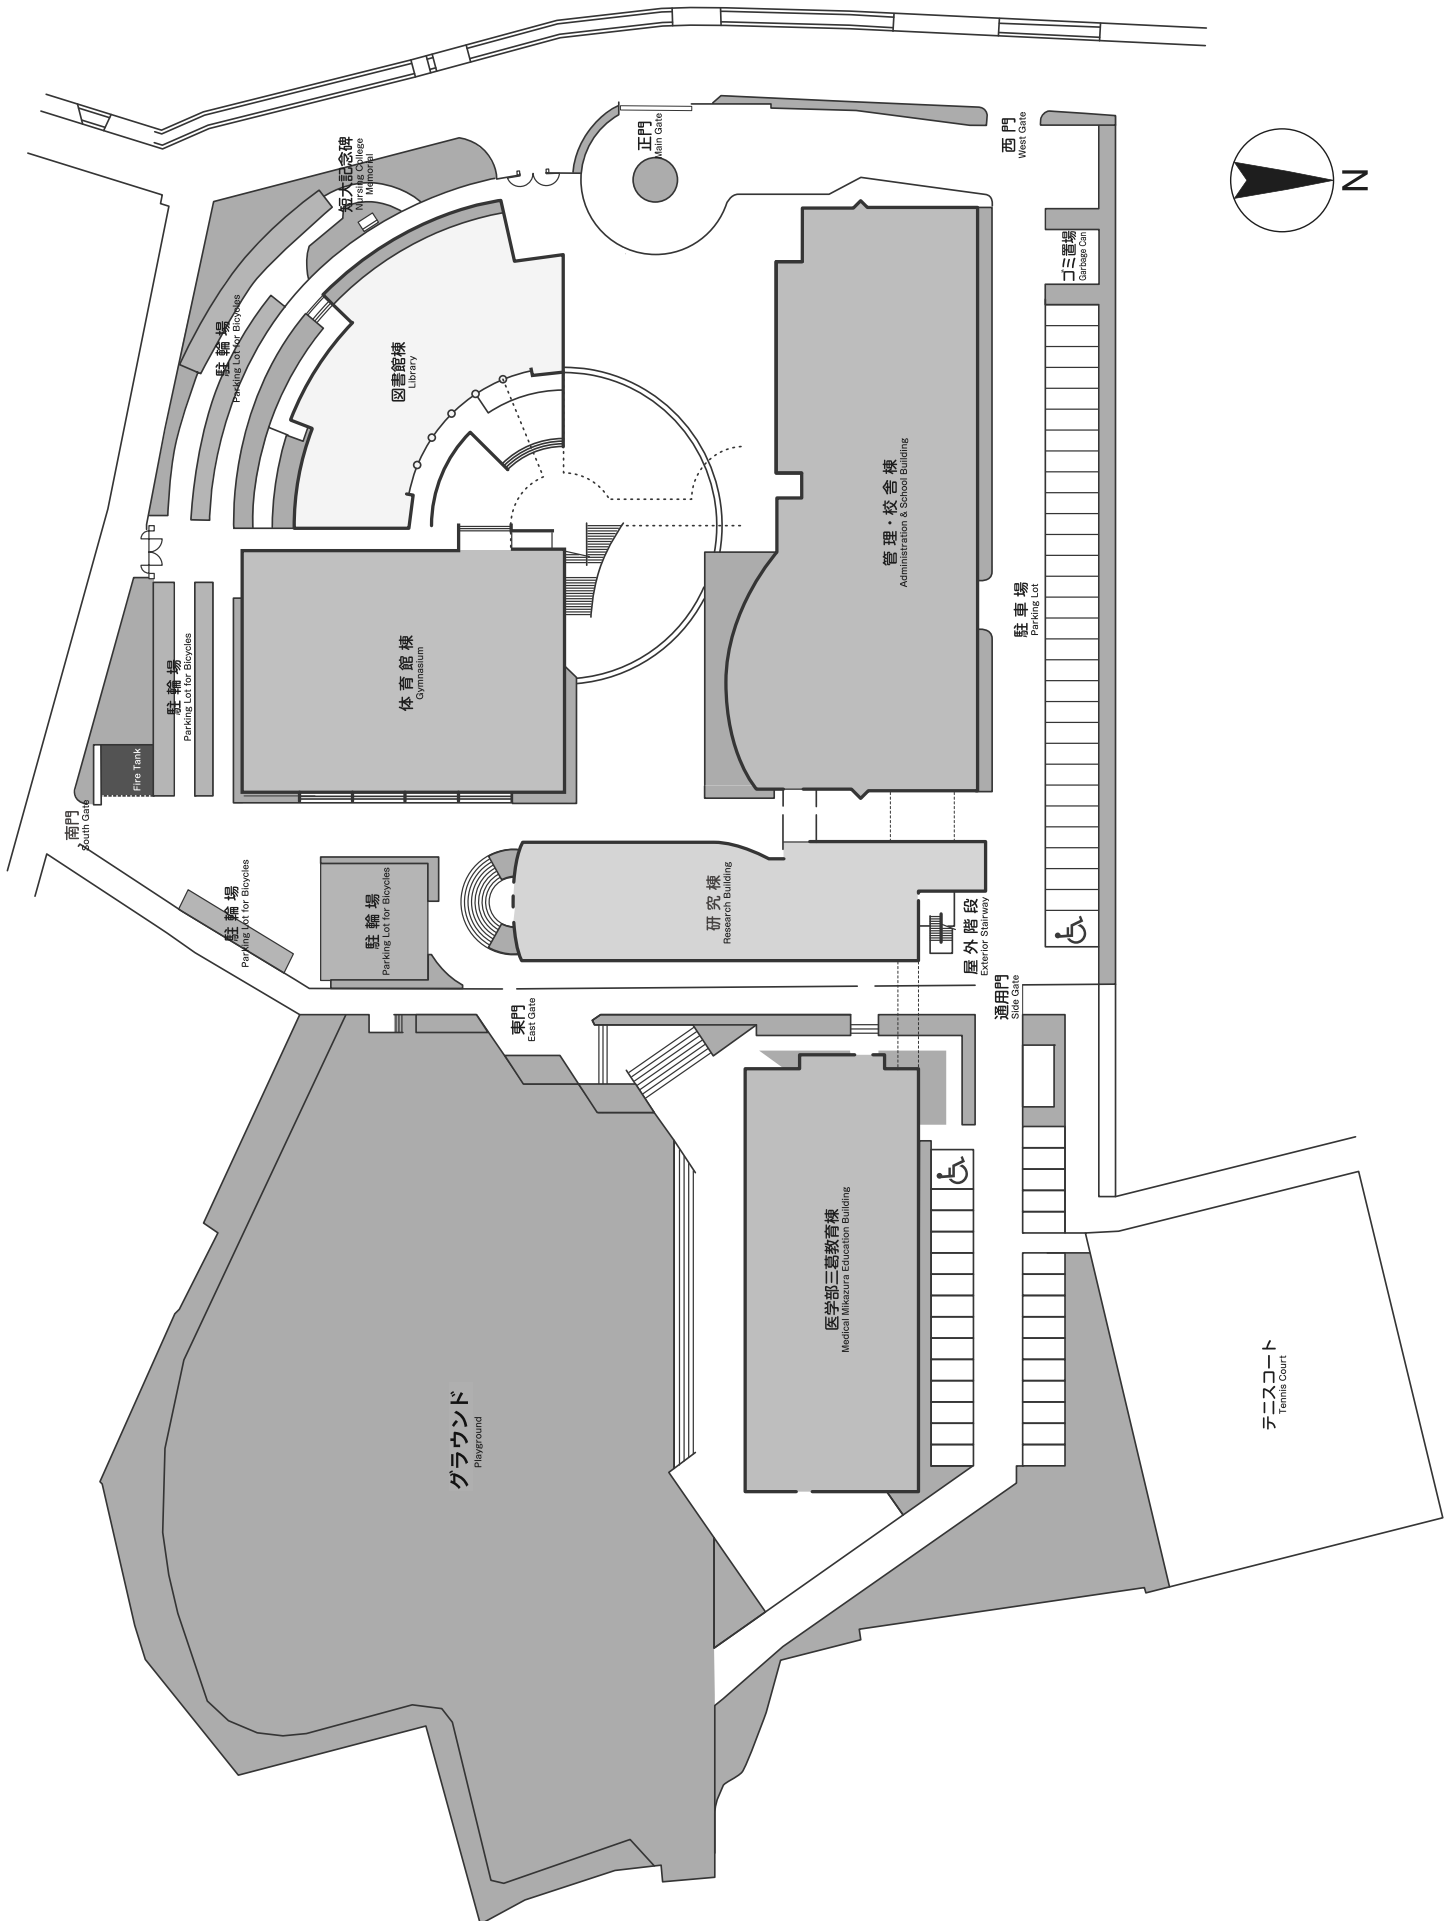 正門
Main Gate
西門
West Gate
N
短大記念碑
Nursing College
Memorial
ゴミ置場
Garbage Can
駐輪場
Parking Lot for Bicycles
図書館棟
Library
管理・校舎棟
Administration & School Building
駐車場
Parking Lot
体育館棟
Gymnasium
駐輪場
Parking Lot for Bicycles
Fire Tank
南門
South Gate
駐輪場
Parking Lot for Bicycles
駐輪場
Parking Lot for Bicycles
研究棟
Research Building
屋外階段
Exterior Stairway
東門
East Gate
通用門
Side Gate
医学部三葛教育棟
Medical Mikazura Education Building
グラウンド
Playground
テニスコート
Tennis Court